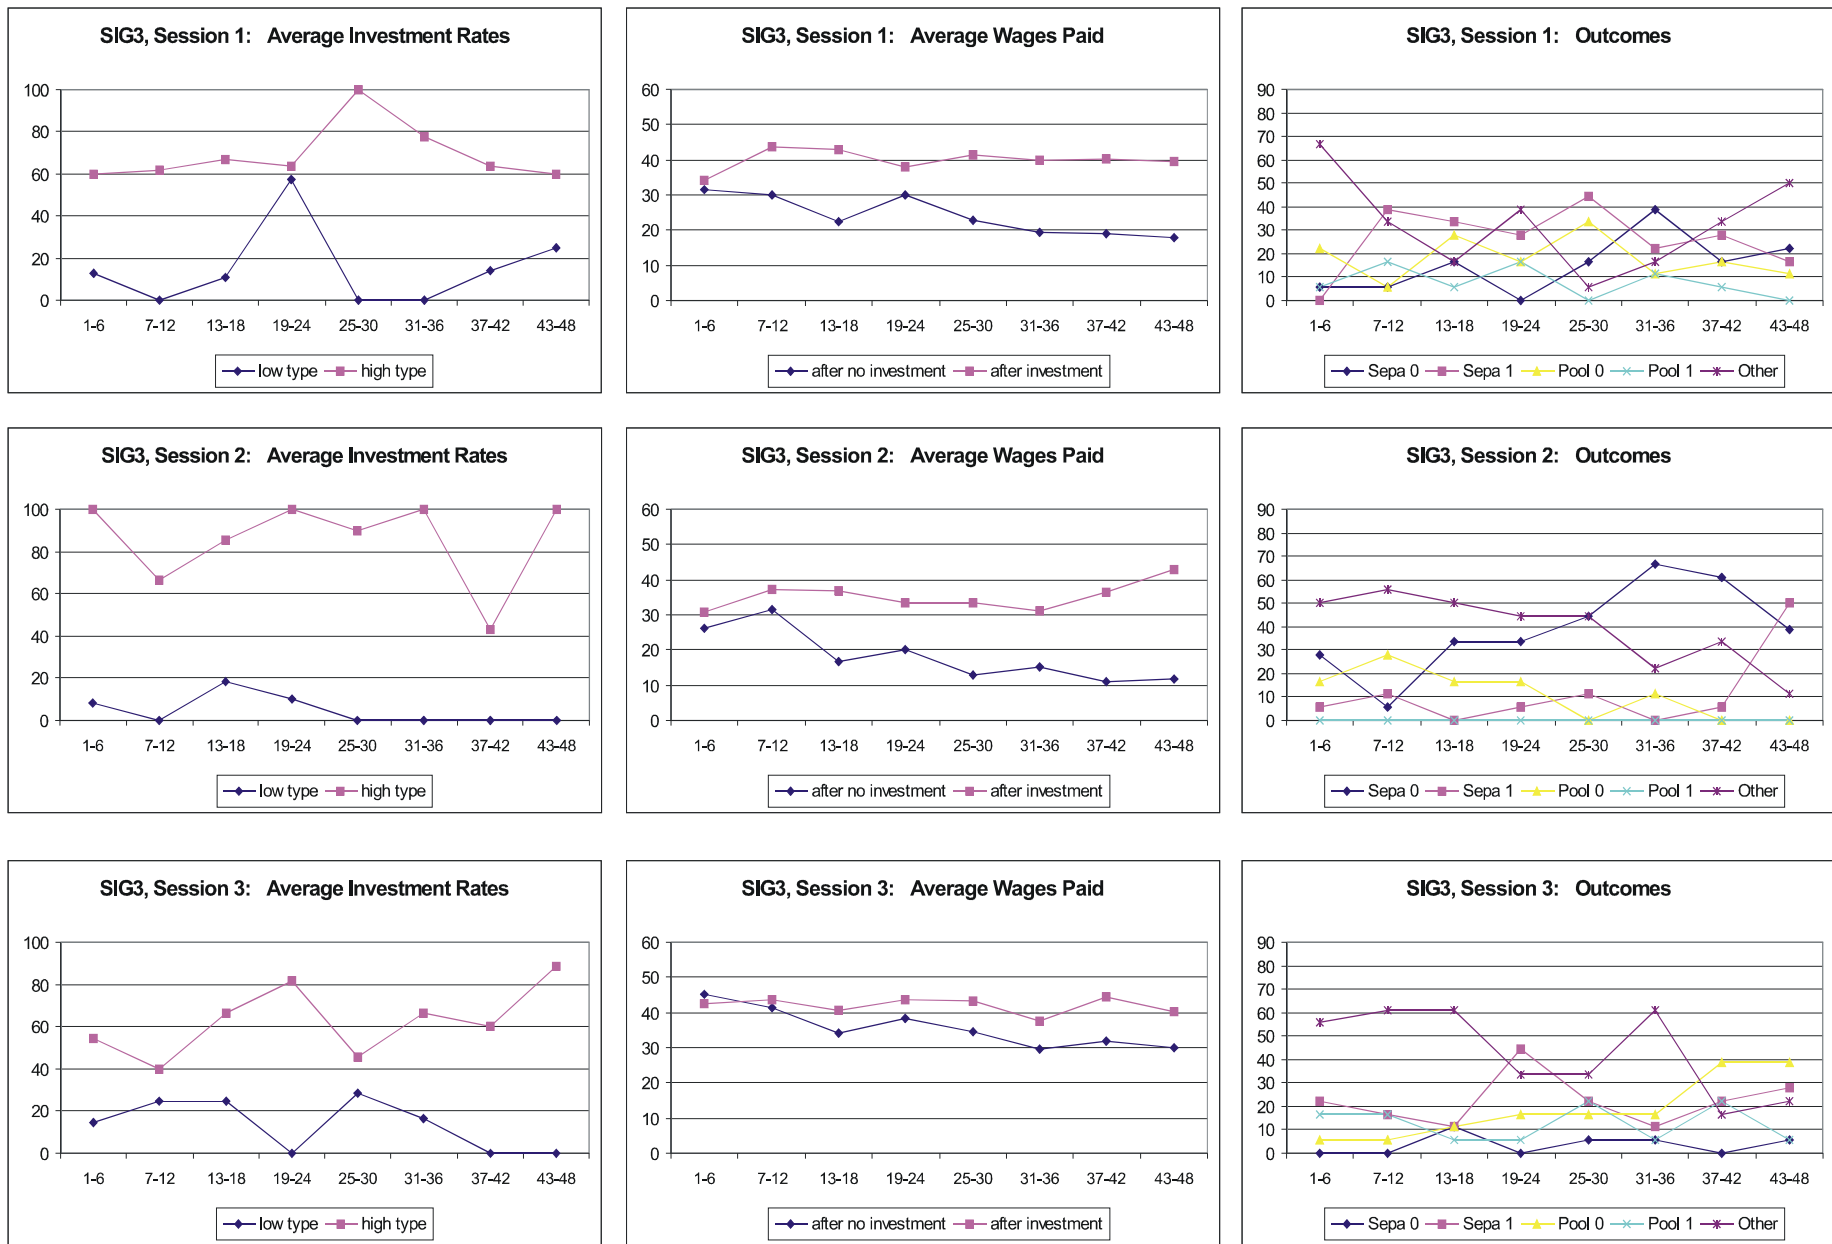 SIG3, Session 1: Average Investment Rates
100
80
60
40
20
0
1-6 7-12 13-18 19-24 25-30 31-36 37-42 43-48
low type high type
SIG3, Session 1: Average Wages Paid
60
50
40
30
20
10
0
1-6 7-12 13-18 19-24 25-30 31-36 37-42 43-48
after no investment after investment
SIG3, Session 1: Outcomes
90
80
70
60
50
40
30
20
10
0
1-6 7-12 13-18 19-24 25-30 31-36 37-42 43-48
Sepa 0 Sepa 1 Pool 0 Pool 1 Other
SIG3, Session 2: Average Investment Rates
100
80
60
40
20
0
1-6 7-12 13-18 19-24 25-30 31-36 37-42 43-48
low type high type
SIG3, Session 2: Average Wages Paid
60
50
40
30
20
10
0
1-6 7-12 13-18 19-24 25-30 31-36 37-42 43-48
after no investment after investment
SIG3, Session 2: Outcomes
90
80
70
60
50
40
30
20
10
0
1-6 7-12 13-18 19-24 25-30 31-36 37-42 43-48
Sepa 0 Sepa 1 Pool 0 Pool 1 Other
SIG3, Session 3: Average Investment Rates
100
80
60
40
20
0
1-6 7-12 13-18 19-24 25-30 31-36 37-42 43-48
low type high type
SIG3, Session 3: Average Wages Paid
60
50
40
30
20
10
0
1-6 7-12 13-18 19-24 25-30 31-36 37-42 43-48
after no investment after investment
SIG3, Session 3: Outcomes
90
80
70
60
50
40
30
20
10
0
1-6 7-12 13-18 19-24 25-30 31-36 37-42 43-48
Sepa 0 Sepa 1 Pool 0 Pool 1 Other